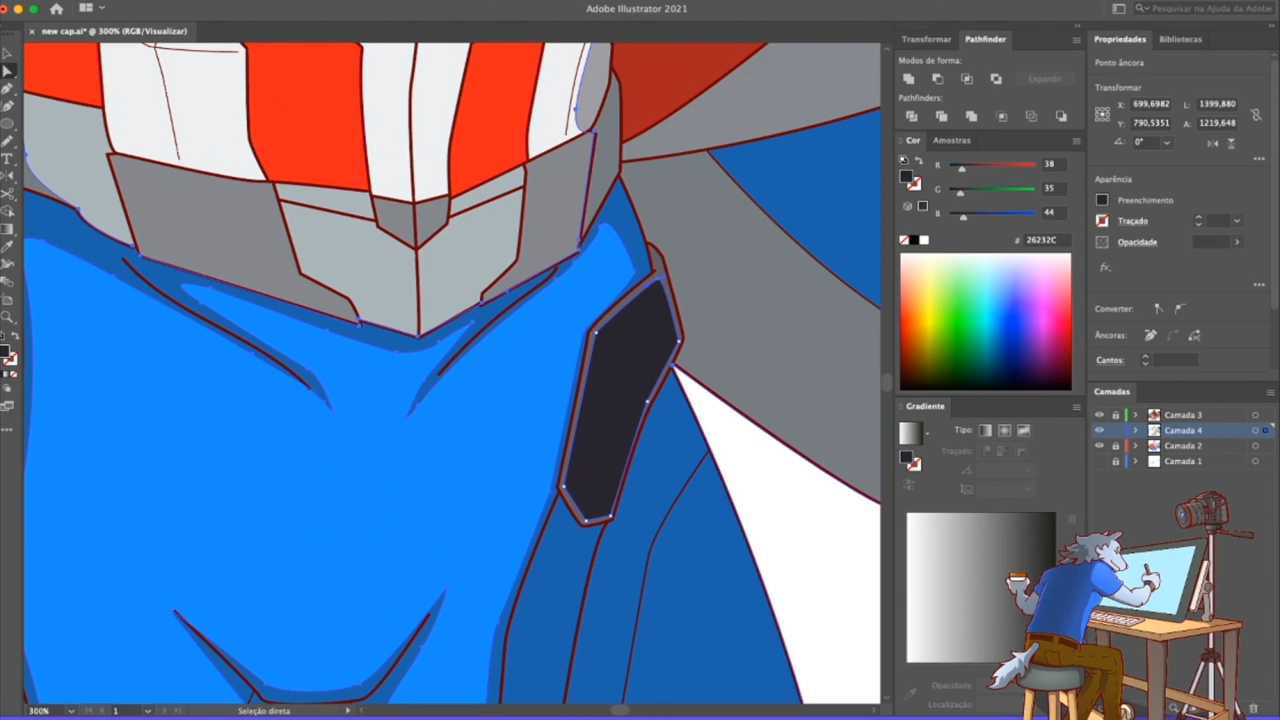 Adobe Illustrator 2021
Pesquisar na Ajuda da Adobe
× new cap.ai* @ 300% (RGB/Visualizar)
Transformar Pathfinder
Propriedades Bibliotecas
Modos de forma:
Ponto âncora
Expandir
Transformar
Pathfinders:
X: 699,6982 L: 1399,880
Y: 790,5351 A: 1219,648
Cor Amostras
0°
R 38
Aparência
G 35
Preenchimento
B 44
Traçado
# 26232C
Opacidade
fx.
Converter:
Âncoras:
Cantos:
Camadas
Gradiente
Camada 3
Tipo:
Camada 4
Traçado:
Camada 2
Camada 1
Opacidade:
Localização:
300% 1 Seleção direta